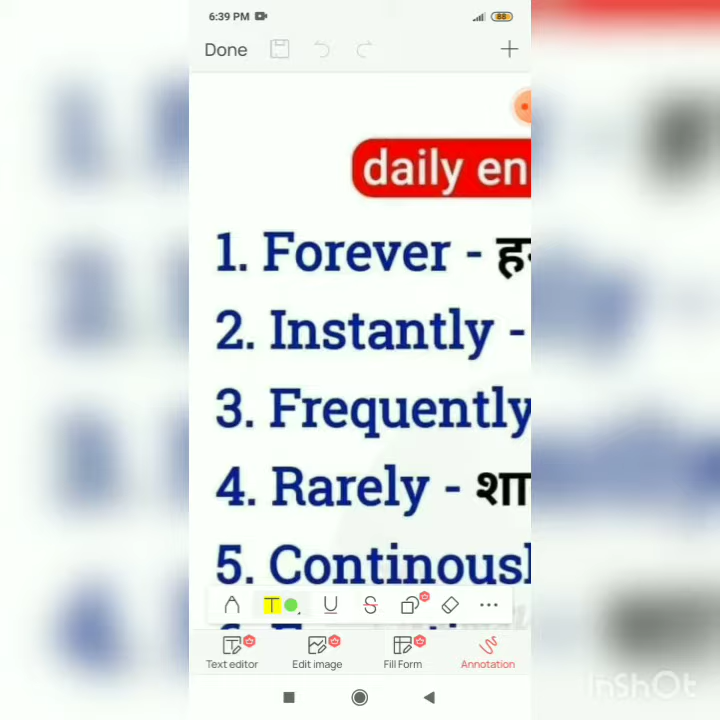 6:39 PM
88
Done
daily en
1. Forever - ह
2. Instantly -
3. Frequently
4. Rarely - शा
5. Continousl
Text editor
Edit image
Fill Form
Annotation
InShOt